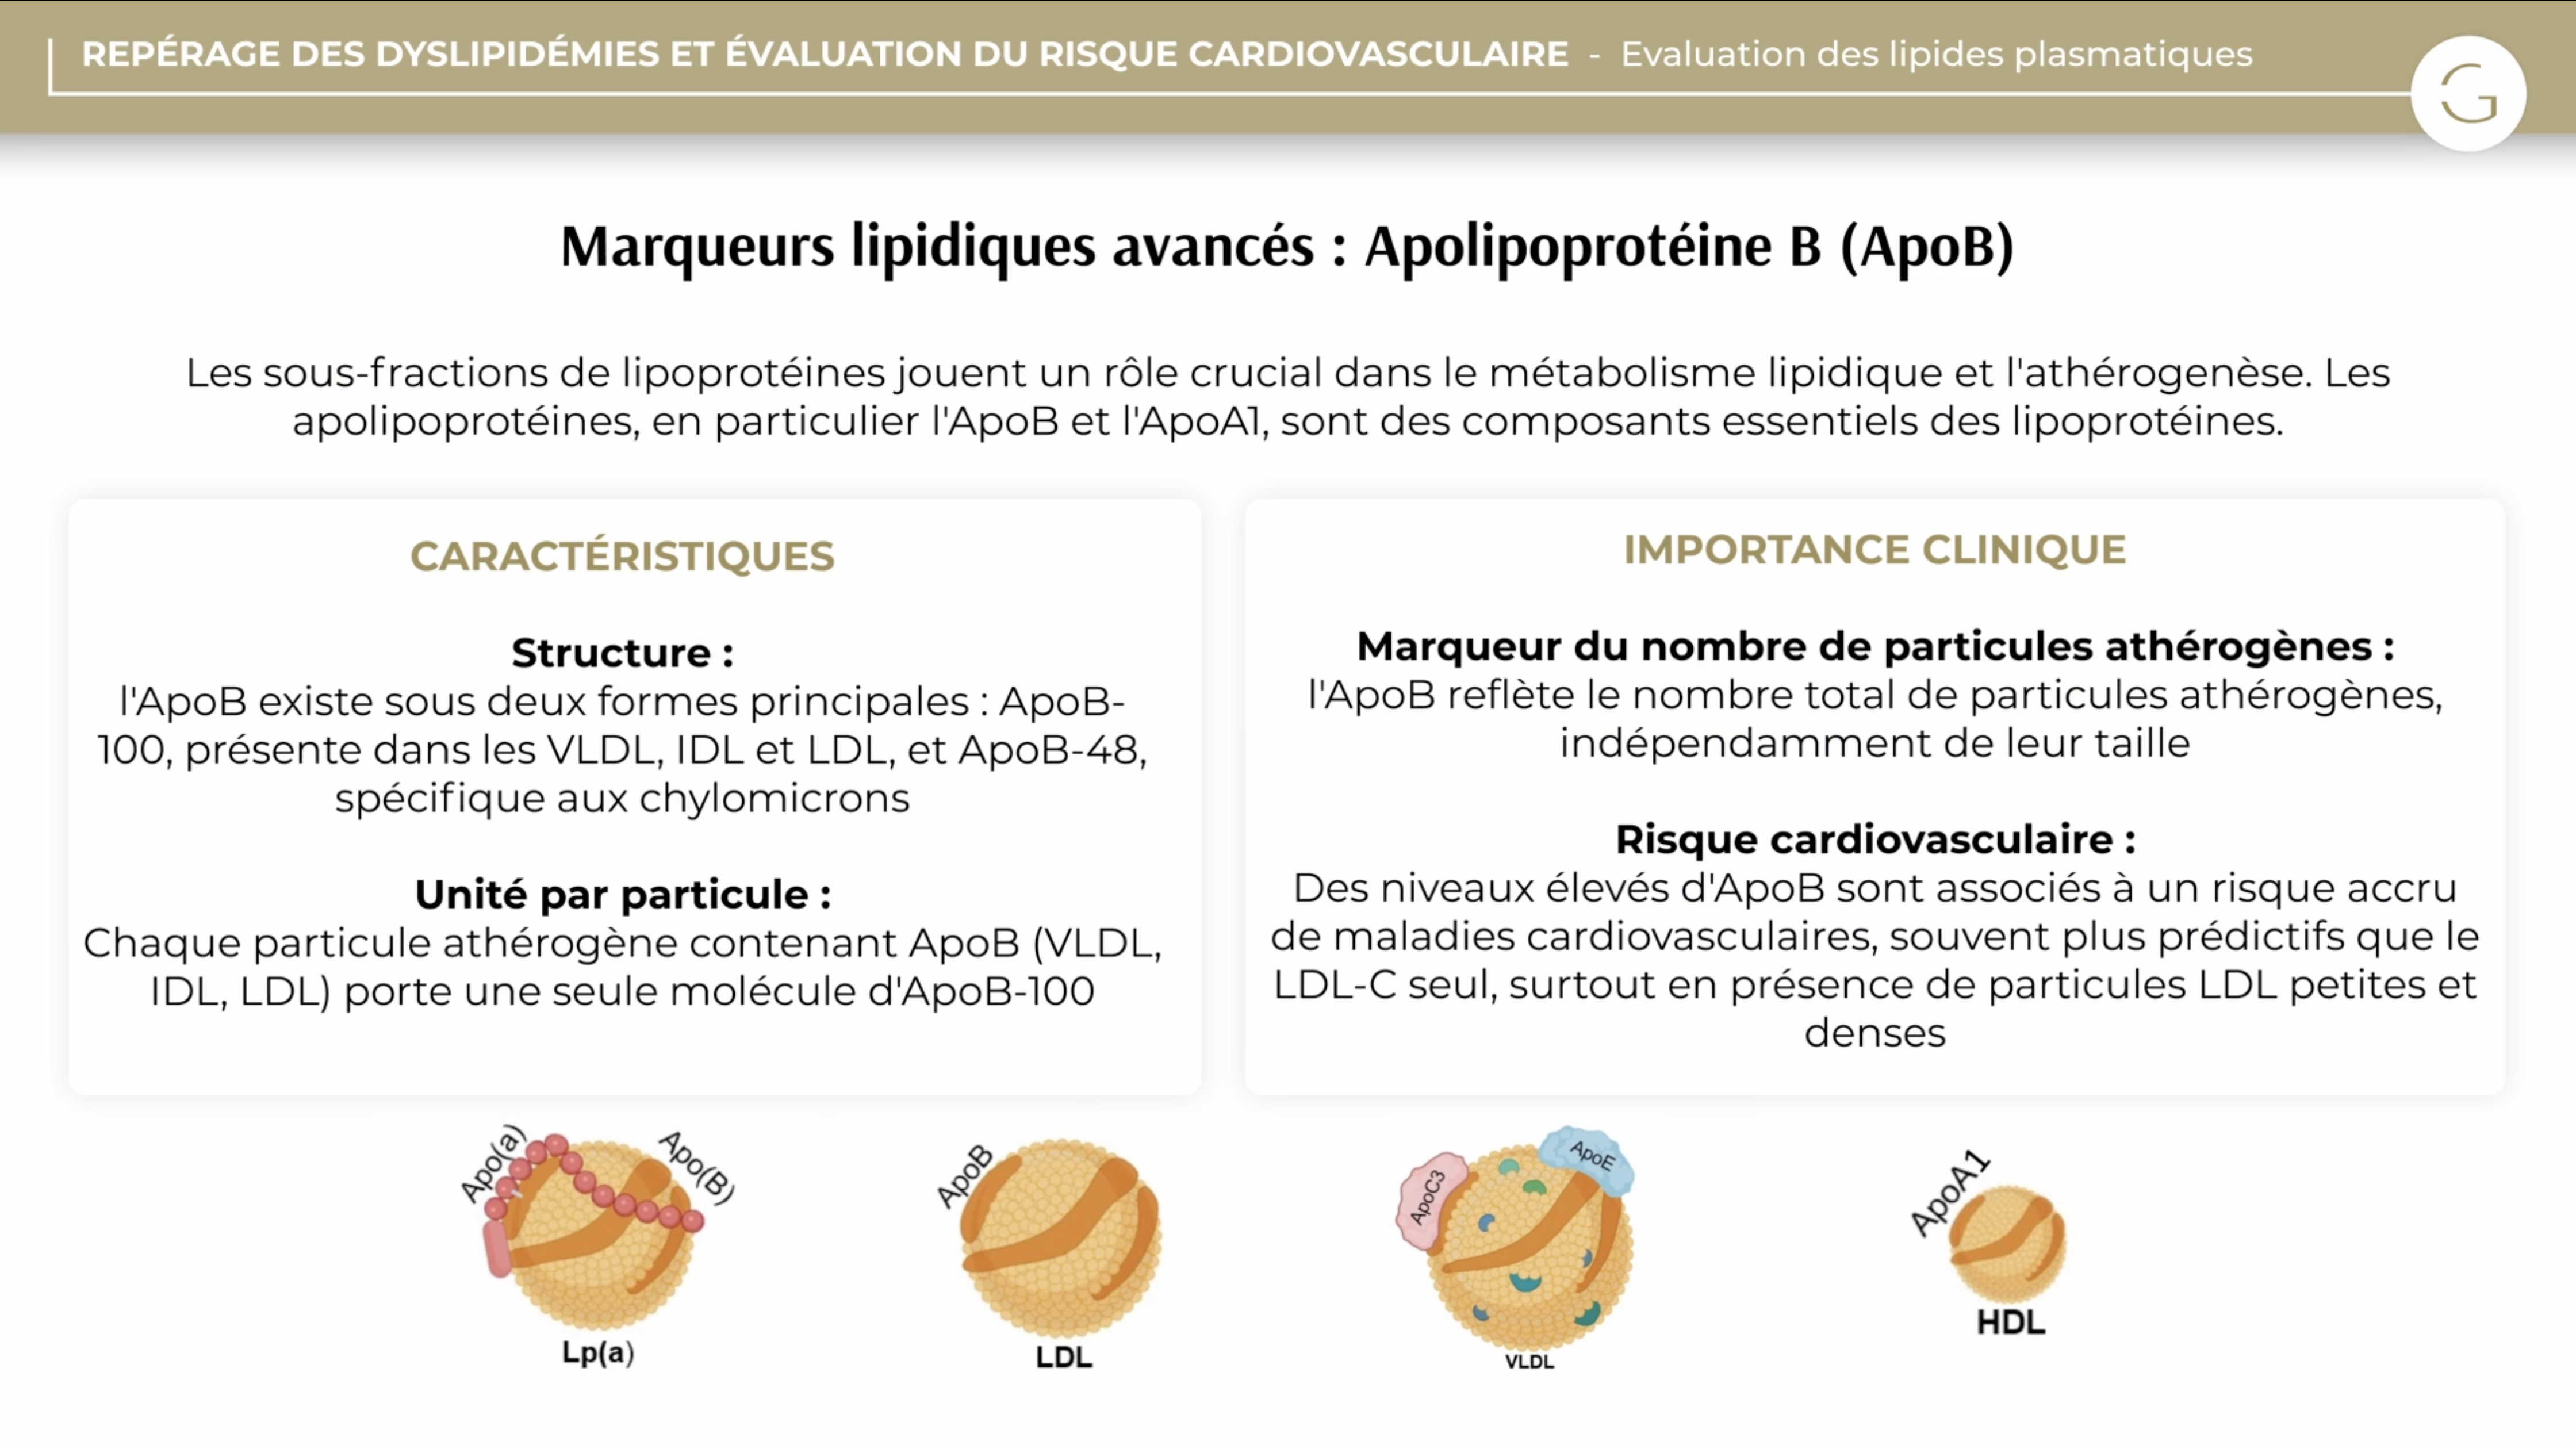 REPÉRAGE DES DYSLIPIDÉMIES ET ÉVALUATION DU RISQUE CARDIOVASCULAIRE - Evaluation des lipides plasmatiques
G
Marqueurs lipidiques avancés : Apolipoprotéine B (ApoB)
Les sous-fractions de lipoprotéines jouent un rôle crucial dans le métabolisme lipidique et l'athérogenèse. Les
apolipoprotéines, en particulier l'ApoB et l'ApoA1, sont des composants essentiels des lipoprotéines.
CARACTÉRISTIQUES
Structure :
l'ApoB existe sous deux formes principales : ApoB-
100, présente dans les VLDL, IDL et LDL, et ApoB-48,
spécifique aux chylomicrons
Unité par particule :
Chaque particule athérogène contenant ApoB (VLDL,
IDL, LDL) porte une seule molécule d'ApoB-100
IMPORTANCE CLINIQUE
Marqueur du nombre de particules athérogènes :
l'ApoB reflète le nombre total de particules athérogènes,
indépendamment de leur taille
Risque cardiovasculaire :
Des niveaux élevés d'ApoB sont associés à un risque accru
de maladies cardiovasculaires, souvent plus prédictifs que le
LDL-C seul, surtout en présence de particules LDL petites et
denses
Apo(a)
Apo(B)
Lp(a)
ApoB
LDL
ApoC3
ApoE
VLDL
ApoA1
HDL